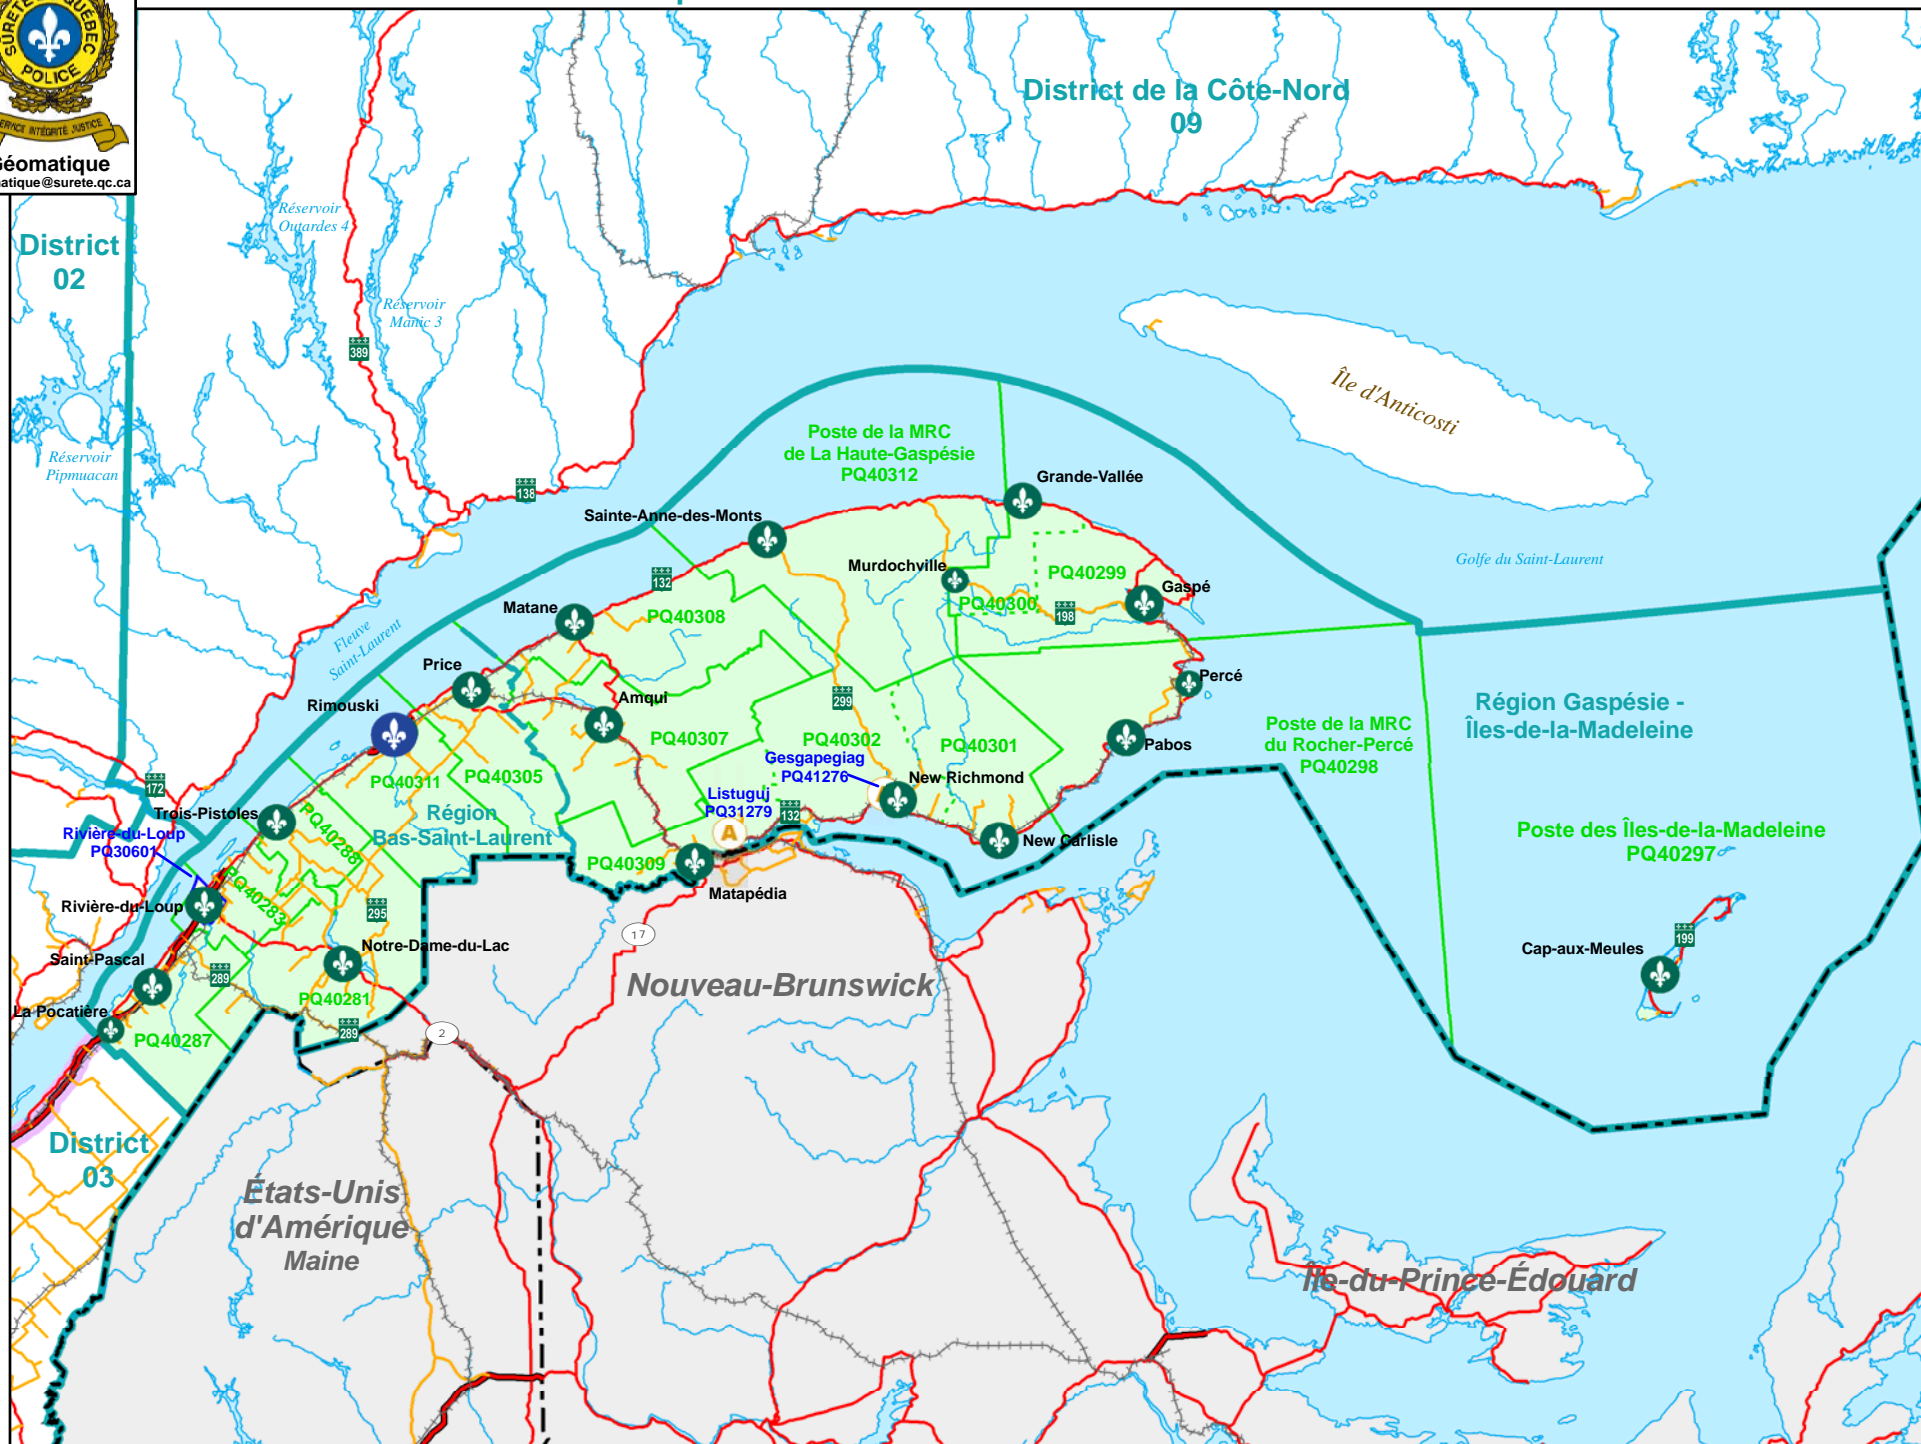 SÛRETÉ DU QUÉBEC
POLICE
SERVICE INTÉGRITÉ JUSTICE
Géomatique
atique@surete.qc.ca
District de la Côte-Nord
09
District
02
Réservoir
Outardes 4
Réservoir
Manic 3
389
Réservoir
Pipmuacan
138
Île d'Anticosti
Poste de la MRC
de La Haute-Gaspésie
PQ40312
Grande-Vallée
Sainte-Anne-des-Monts
Golfe du Saint-Laurent
Murdochville
PQ40299
132
Gaspé
PQ40300
198
Matane
PQ40308
Fleuve
Saint-Laurent
Price
Percé
Amqui
299
Rimouski
Région Gaspésie -
Îles-de-la-Madeleine
Poste de la MRC
du Rocher-Percé
PQ40298
PQ40307
PQ40302
PQ40301
Pabos
Gesgapegiag
PQ41276
New Richmond
PQ40311
PQ40305
172
Listuguj
PQ31279
132
A
Trois-Pistoles
Région
Bas-Saint-Laurent
PQ40288
Rivière-du-Loup
PQ30601
Poste des Îles-de-la-Madeleine
PQ40297
New Carlisle
PQ40309
Matapédia
PQ40283
Rivière-du-Loup
295
17
199
Notre-Dame-du-Lac
Cap-aux-Meules
Saint-Pascal
289
Nouveau-Brunswick
PQ40281
La Pocatière
289
2
PQ40287
District
03
États-Unis
d'Amérique
Maine
Île-du-Prince-Édouard